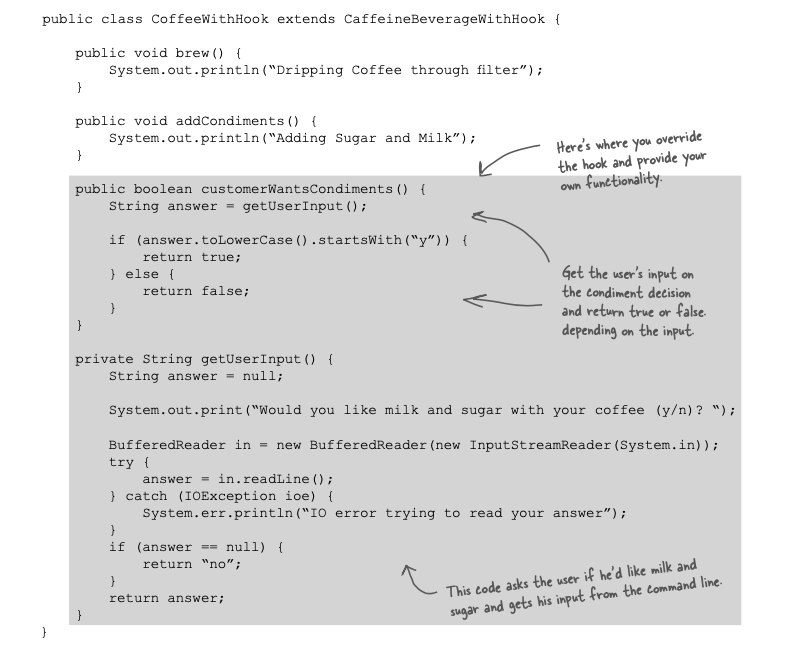 public class CoffeeWithHook extends CaffeineBeverageWithHook {
public void brew() {
System.out.println(“Dripping Coffee through filter”);
}
public void addCondiments() {
System.out.println(“Adding Sugar and Milk”);
}
Here's where you override
the hook and provide your
own functionality.
public boolean customerWantsCondiments() {
String answer = getUserInput();
if (answer.toLowerCase().startsWith(“y”)) {
return true;
} else {
return false;
}
}
Get the user's input on
the condiment decision
and return true or false.
depending on the input.
private String getUserInput() {
String answer = null;
System.out.print(“Would you like milk and sugar with your coffee (y/n)? “);
BufferedReader in = new BufferedReader(new InputStreamReader(System.in));
try {
answer = in.readLine();
} catch (IOException ioe) {
System.err.println(“IO error trying to read your answer”);
}
if (answer == null) {
return “no”;
}
return answer;
}
}
This code asks the user if he'd like milk and
sugar and gets his input from the command line.